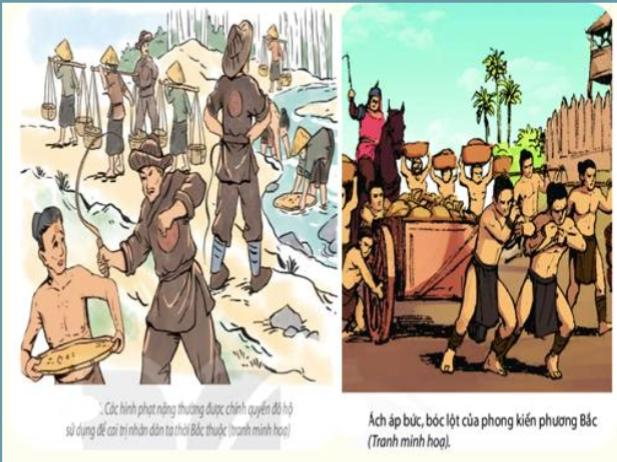 . Các hình phạt nặng thường được chính quyền đô hộ
sử dụng để cai trị nhân dân ta thời Bắc thuộc (tranh minh hoạ)
Ách áp bức, bóc lột của phong kiến phương Bắc
(Tranh minh hoạ).